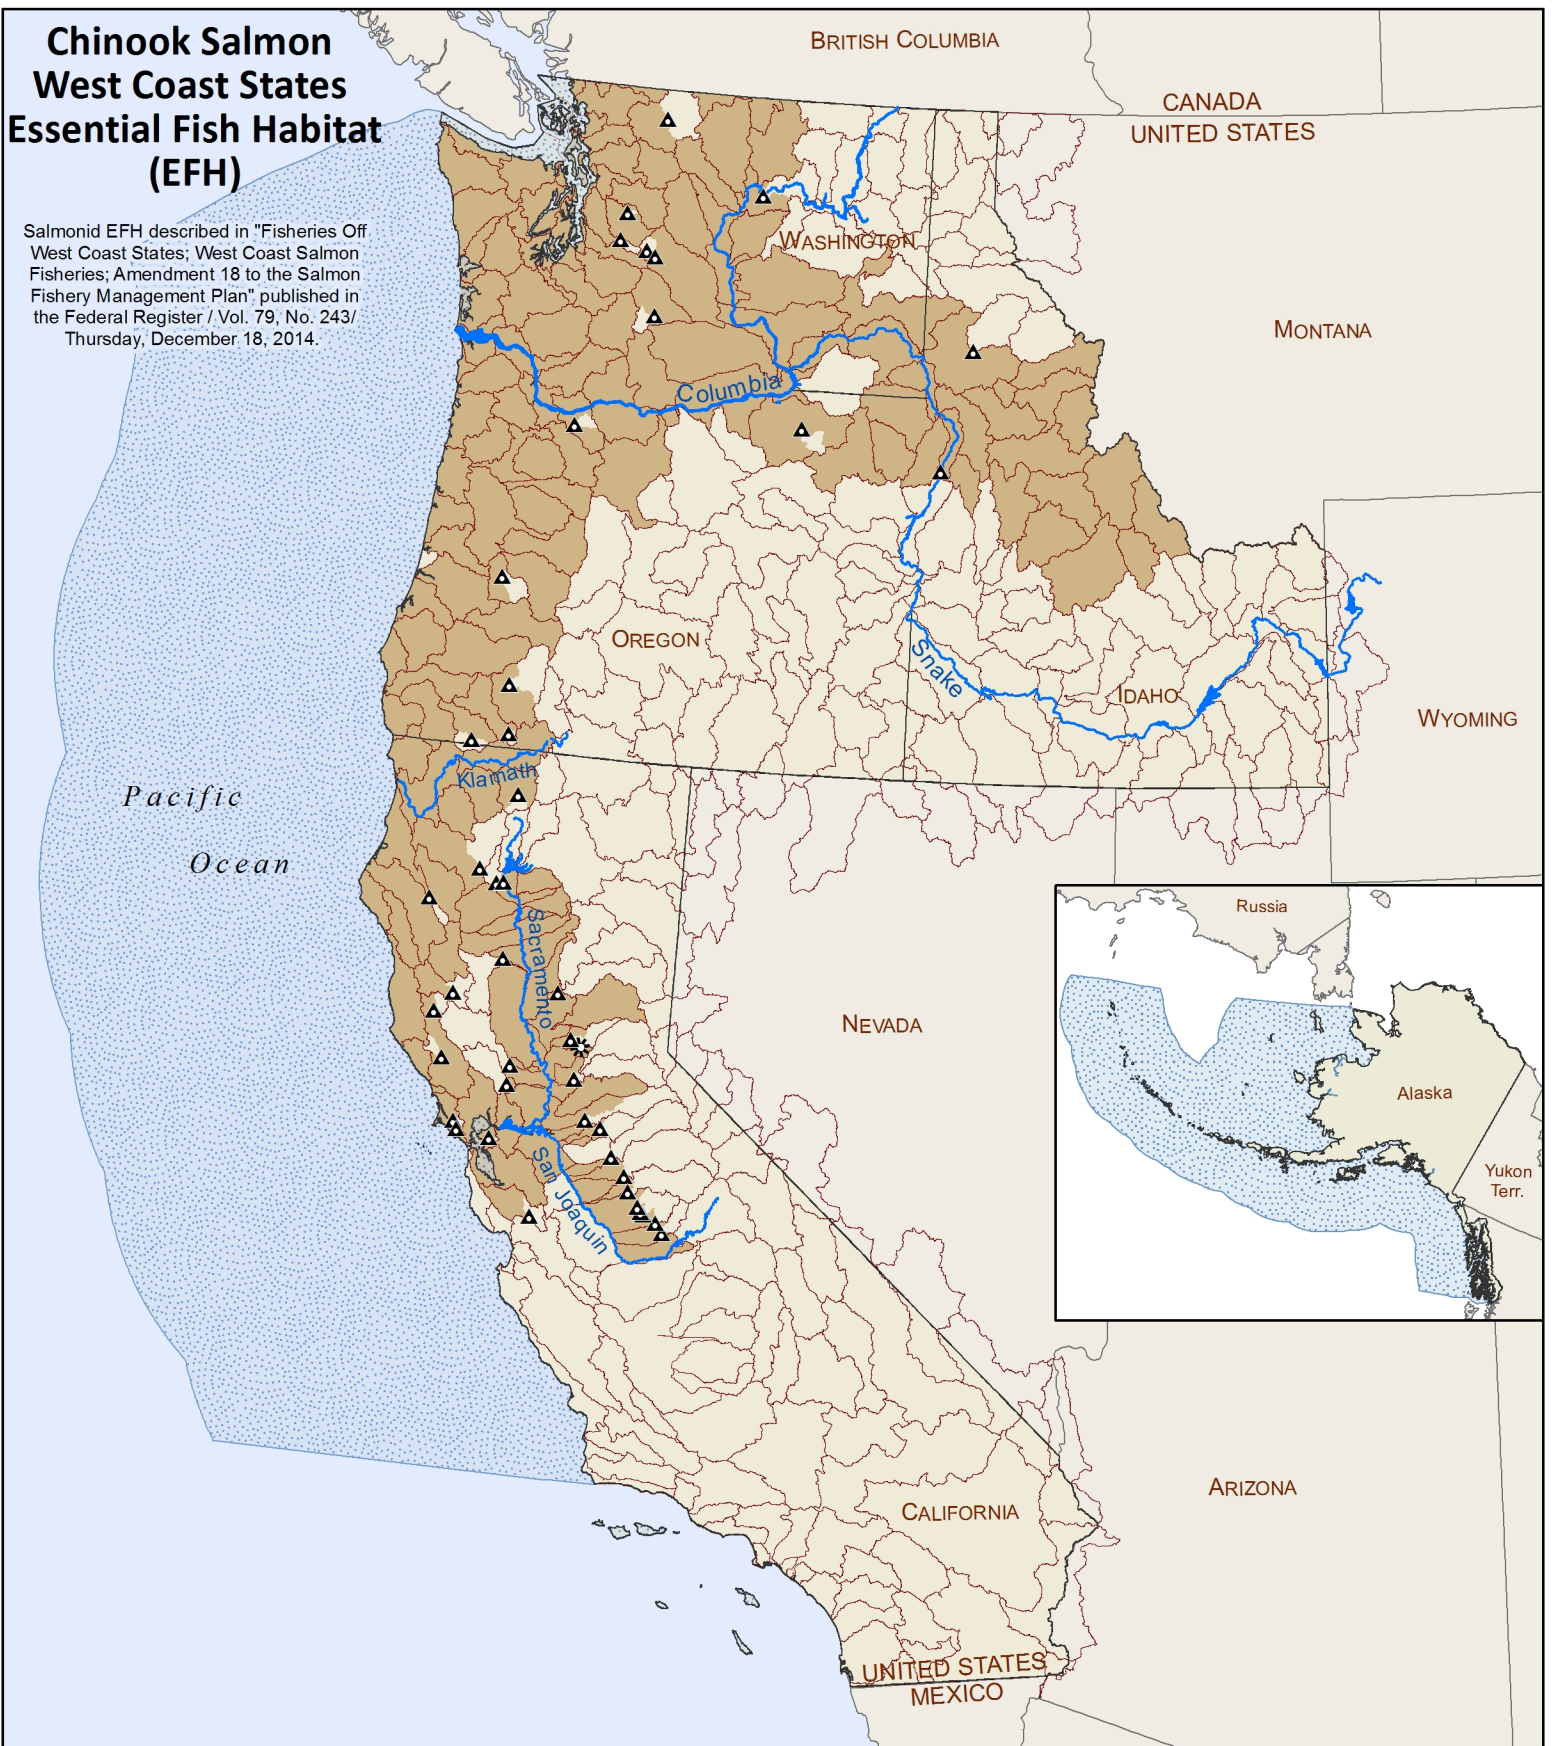 Chinook Salmon
West Coast States
Essential Fish Habitat
(EFH)
Salmonid EFH described in "Fisheries Off
West Coast States; West Coast Salmon
Fisheries; Amendment 18 to the Salmon
Fishery Management Plan" published in
the Federal Register / Vol. 79, No. 243/
Thursday, December 18, 2014.
BRITISH COLUMBIA
CANADA
UNITED STATES
WASHINGTON
MONTANA
Columbia
OREGON
Snake
IDAHO
WYOMING
Klamath
Pacific
Ocean
Sacramento
NEVADA
San Joaquin
Russia
Alaska
Yukon
Terr.
ARIZONA
CALIFORNIA
UNITED STATES
MEXICO